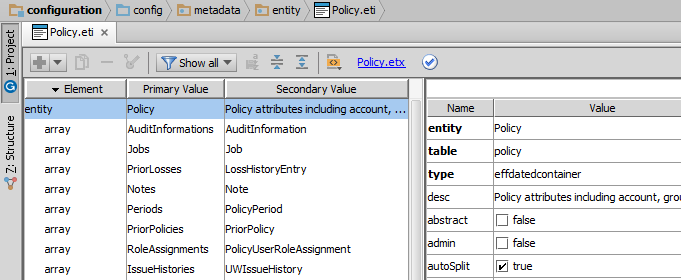 configuration config metadata entity Policy.eti
Policy.eti
Show all Policy.etx
1: Project
7: Structure
Element Primary Value Secondary Value
entity Policy Policy attributes including account, ...
array AuditInformations AuditInformation
array Jobs Job
array PriorLosses LossHistoryEntry
array Notes Note
array Periods PolicyPeriod
array PriorPolicies PriorPolicy
array RoleAssignments PolicyUserRoleAssignment
array IssueHistories UWIssueHistory
Name Value
entity Policy
table policy
type effdatedcontainer
desc Policy attributes including account, grou
abstract false
admin false
autoSplit true